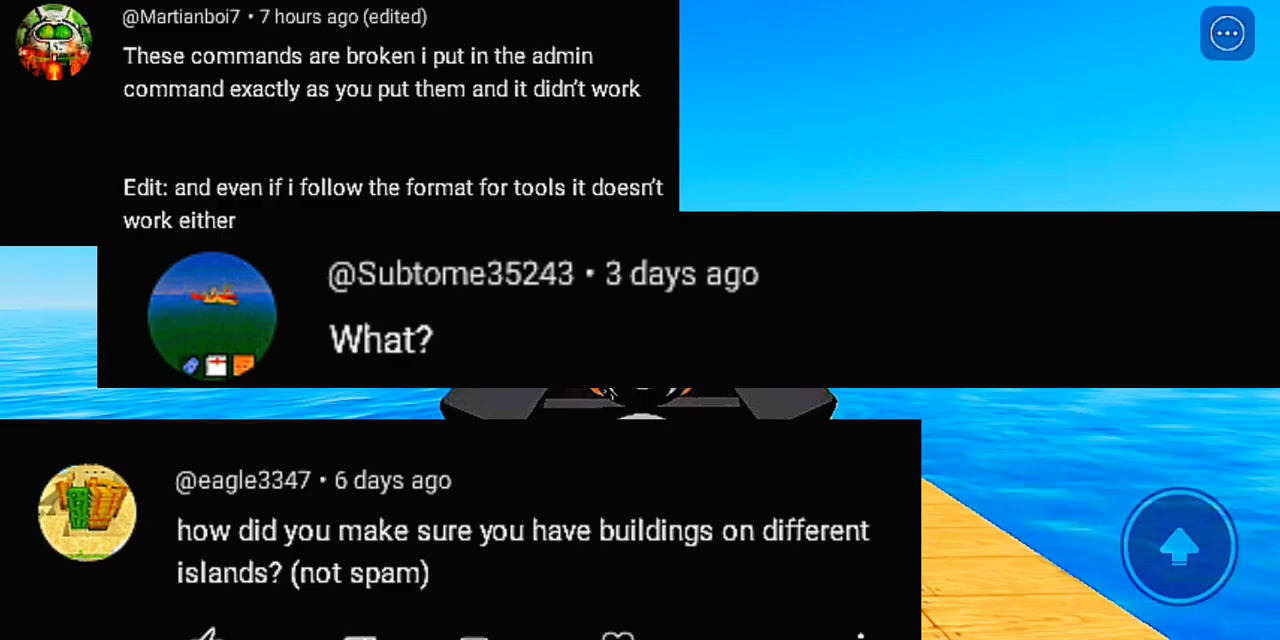 @Martianboi7 • 7 hours ago (edited)
These commands are broken i put in the admin
command exactly as you put them and it didn't work
Edit: and even if i follow the format for tools it doesn't
work either
@Subtome35243 • 3 days ago
What?
@eagle3347 • 6 days ago
how did you make sure you have buildings on different
islands? (not spam)